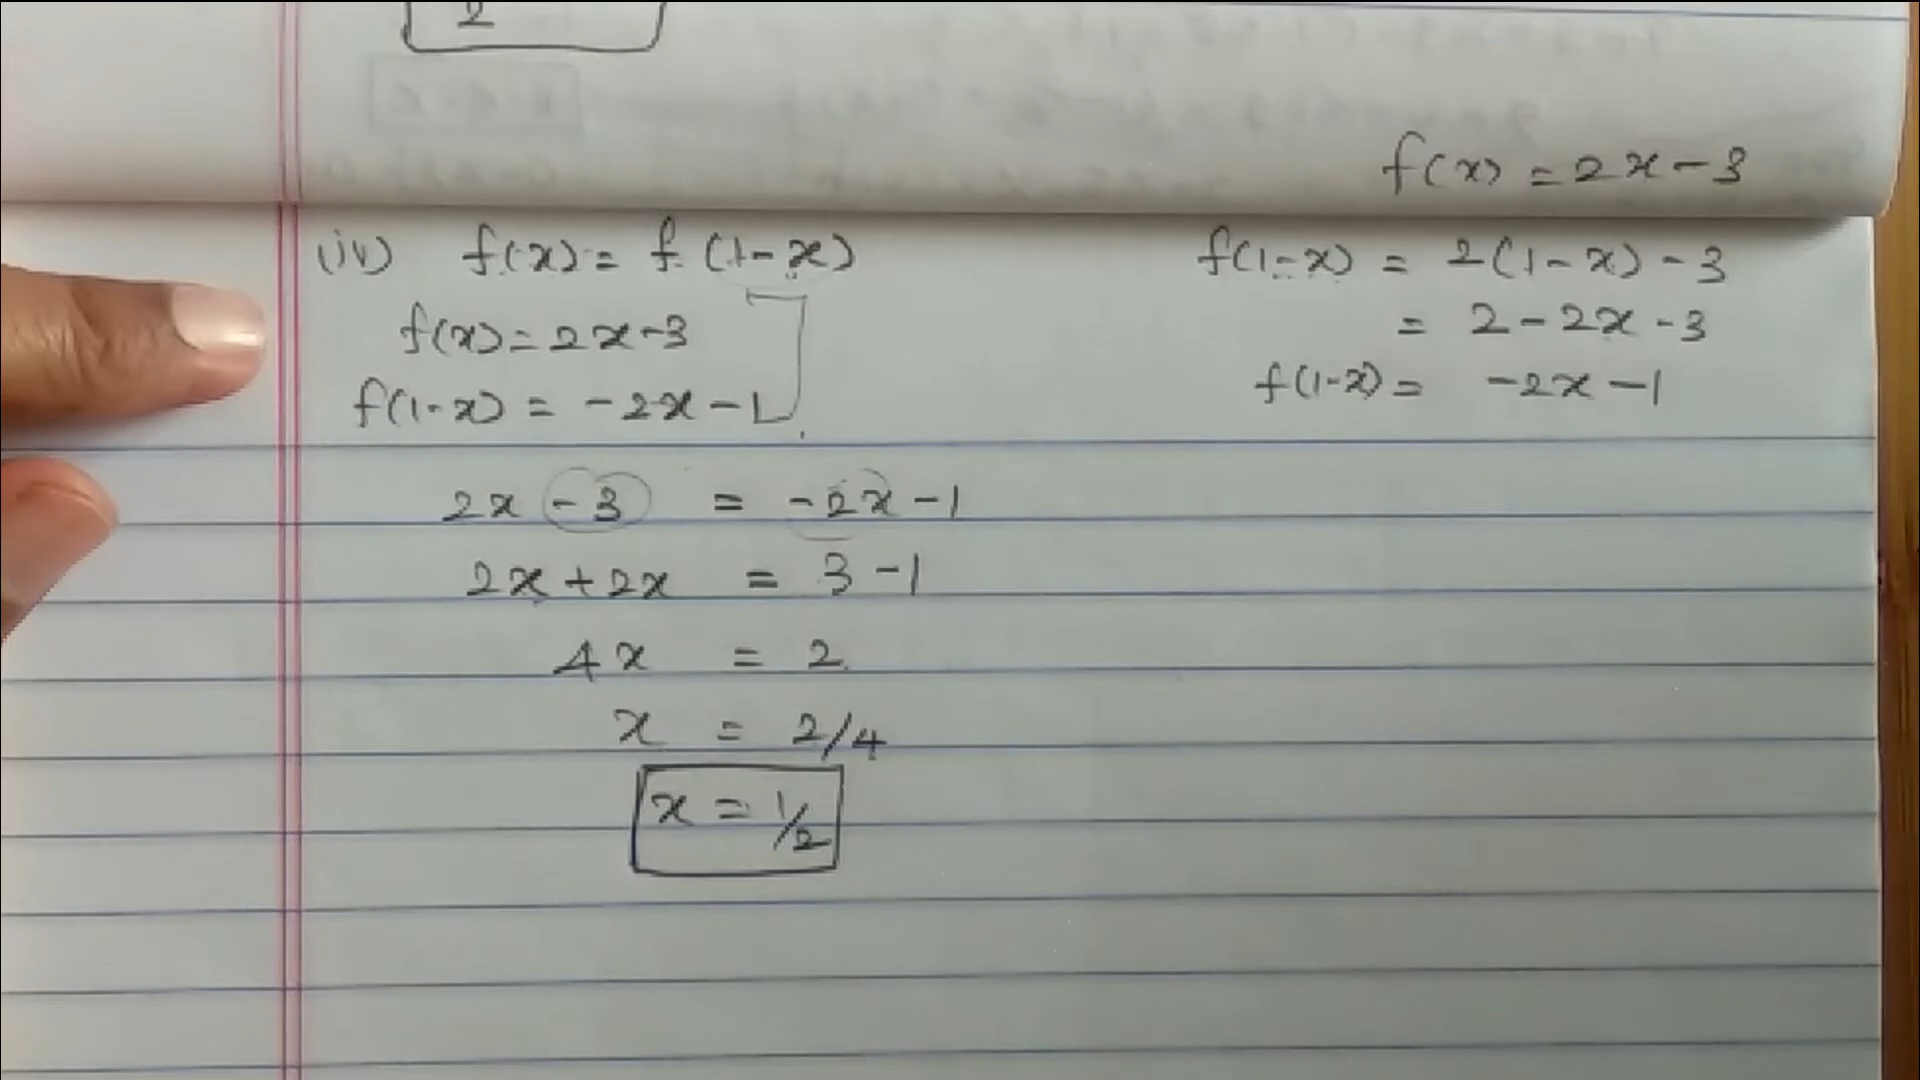 2
f(x) = 2x-3
(iv) f(x) = f(1-x)
f(1-x) = 2(1-x)-3
f(x) = 2x-3
= 2-2x-3
f(1-x) = -2x-1
f(1-x) = -2x-1
2x-3 = -2x-1
2x+2x = 3-1
4x = 2
x = 2/4
x = 1/2